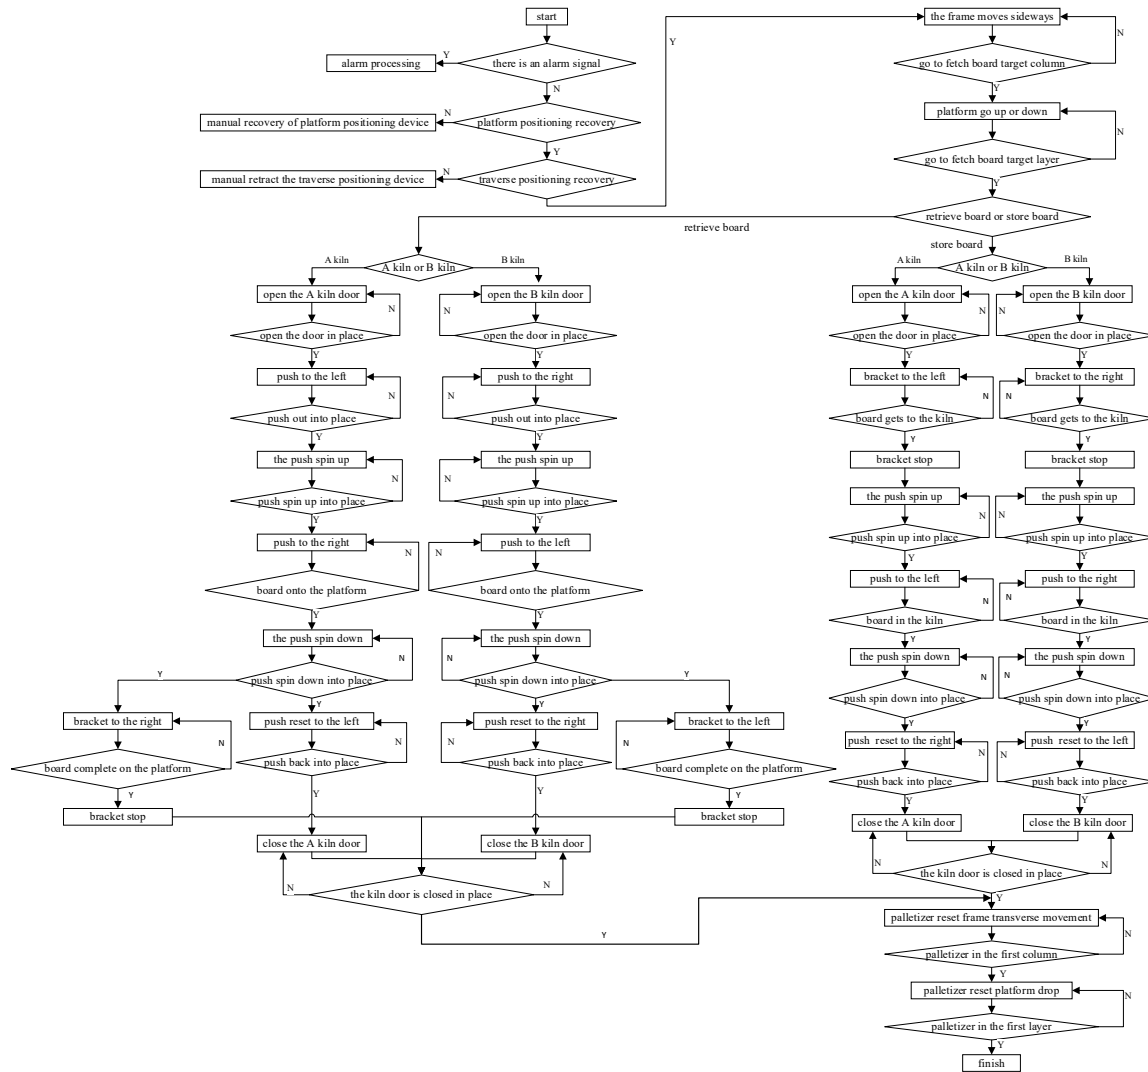 start
there is an alarm signal
Y
alarm processing
N
platform positioning recovery
N
manual recovery of platform positioning device
Y
traverse positioning recovery
N
manual retract the traverse positioning device
Y
the frame moves sideways
N
go to fetch board target column
Y
platform go up or down
N
go to fetch board target layer
Y
retrieve board or store board
retrieve board
store board
A kiln
A kiln or B kiln
B kiln
open the A kiln door
N
open the door in place
Y
push to the left
N
push out into place
Y
the push spin up
N
push spin up into place
Y
push to the right
N
board onto the platform
Y
the push spin down
N
push spin down into place
Y
Y
bracket to the right
N
board complete on the platform
Y
bracket stop
push reset to the left
N
push back into place
Y
close the A kiln door
open the B kiln door
N
open the door in place
Y
push to the right
N
push out into place
Y
the push spin up
N
push spin up into place
Y
push to the left
N
board onto the platform
Y
the push spin down
N
push spin down into place
Y
Y
push reset to the right
N
push back into place
Y
close the B kiln door
bracket to the left
N
board complete on the platform
Y
bracket stop
N
the kiln door is closed in place
N
Y
A kiln
A kiln or B kiln
B kiln
open the A kiln door
N
open the door in place
Y
bracket to the left
N
board gets to the kiln
Y
bracket stop
the push spin up
N
push spin up into place
Y
push to the left
N
board in the kiln
Y
the push spin down
N
push spin down into place
Y
push reset to the right
N
push back into place
Y
close the A kiln door
open the B kiln door
N
open the door in place
Y
bracket to the right
N
board gets to the kiln
Y
bracket stop
the push spin up
N
push spin up into place
Y
push to the right
N
board in the kiln
Y
the push spin down
N
push spin down into place
Y
push reset to the left
N
push back into place
Y
close the B kiln door
N
the kiln door is closed in place
N
Y
palletizer reset frame transverse movement
N
palletizer in the first column
Y
palletizer reset platform drop
N
palletizer in the first layer
Y
finish